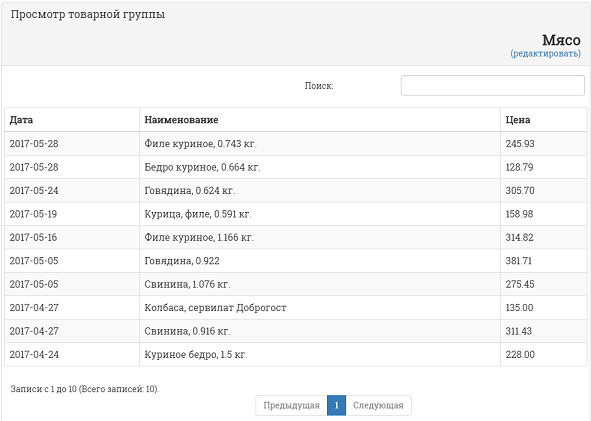 Просмотр товарной группы
Мясо
(редактировать)
Поиск:
Дата Наименование Цена
2017-05-28 Филе куриное, 0.743 кг. 245.93
2017-05-28 Бедро куриное, 0.664 кг. 128.79
2017-05-24 Говядина, 0.624 кг. 305.70
2017-05-19 Курица, филе, 0.591 кг. 158.98
2017-05-16 Филе куриное, 1.166 кг. 314.82
2017-05-05 Говядина, 0.922 381.71
2017-05-05 Свинина, 1.076 кг. 275.45
2017-04-27 Колбаса, сервилат Доброгост 135.00
2017-04-27 Свинина, 0.916 кг. 311.43
2017-04-24 Куриное бедро, 1.5 кг. 228.00
Записи с 1 до 10 (Всего записей: 10).
Предыдущая 1 Следующая